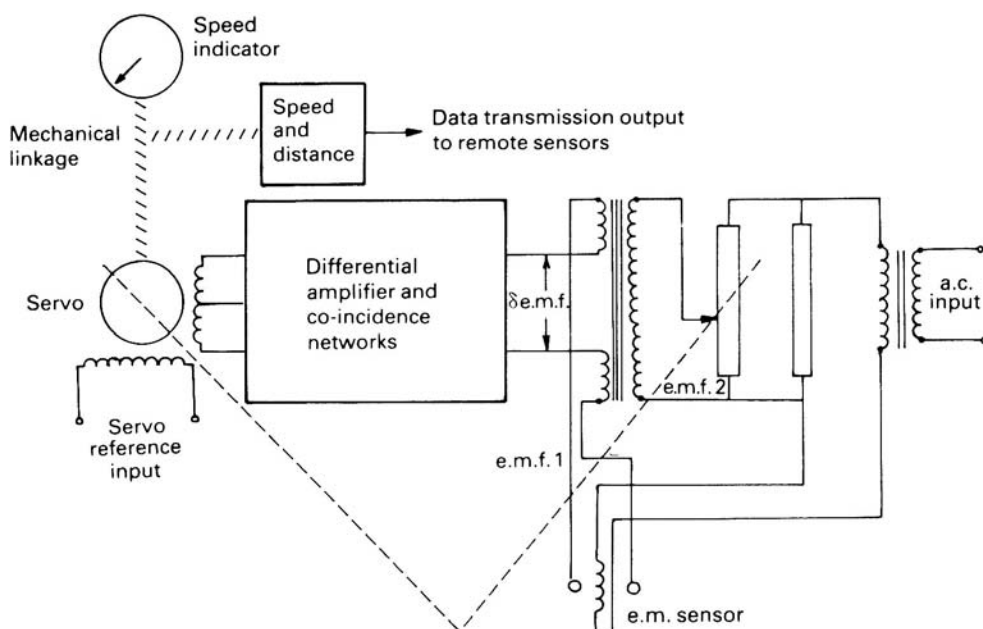 Speed
indicator
Mechanical
linkage
Speed
and
distance
Data transmission output
to remote sensors
Servo
Differential
amplifier and
co-incidence
networks
δe.m.f.
a.c.
input
e.m.f. 2
Servo
reference
input
e.m.f. 1
e.m. sensor